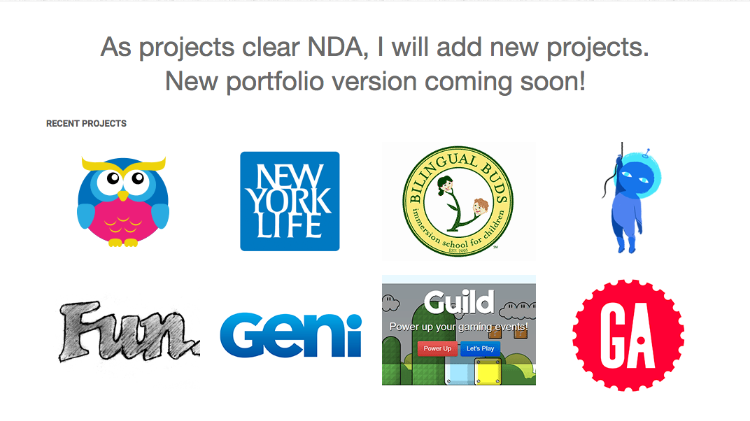 As projects clear NDA, I will add new projects.
New portfolio version coming soon!
RECENT PROJECTS
NEW
YORK
LIFE
BILINGUAL BUDS
immersion school for children
Fun.
Geni
Guild
Power up your gaming events!
Power Up
Let's Play
GA